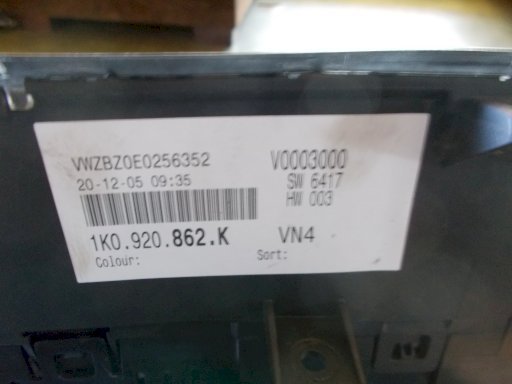 VWZBZ0E0256352 V0003000
20-12-05 09:35 SW 6417
HW 003
1K0.920.862.K VN4
Colour: Sort: